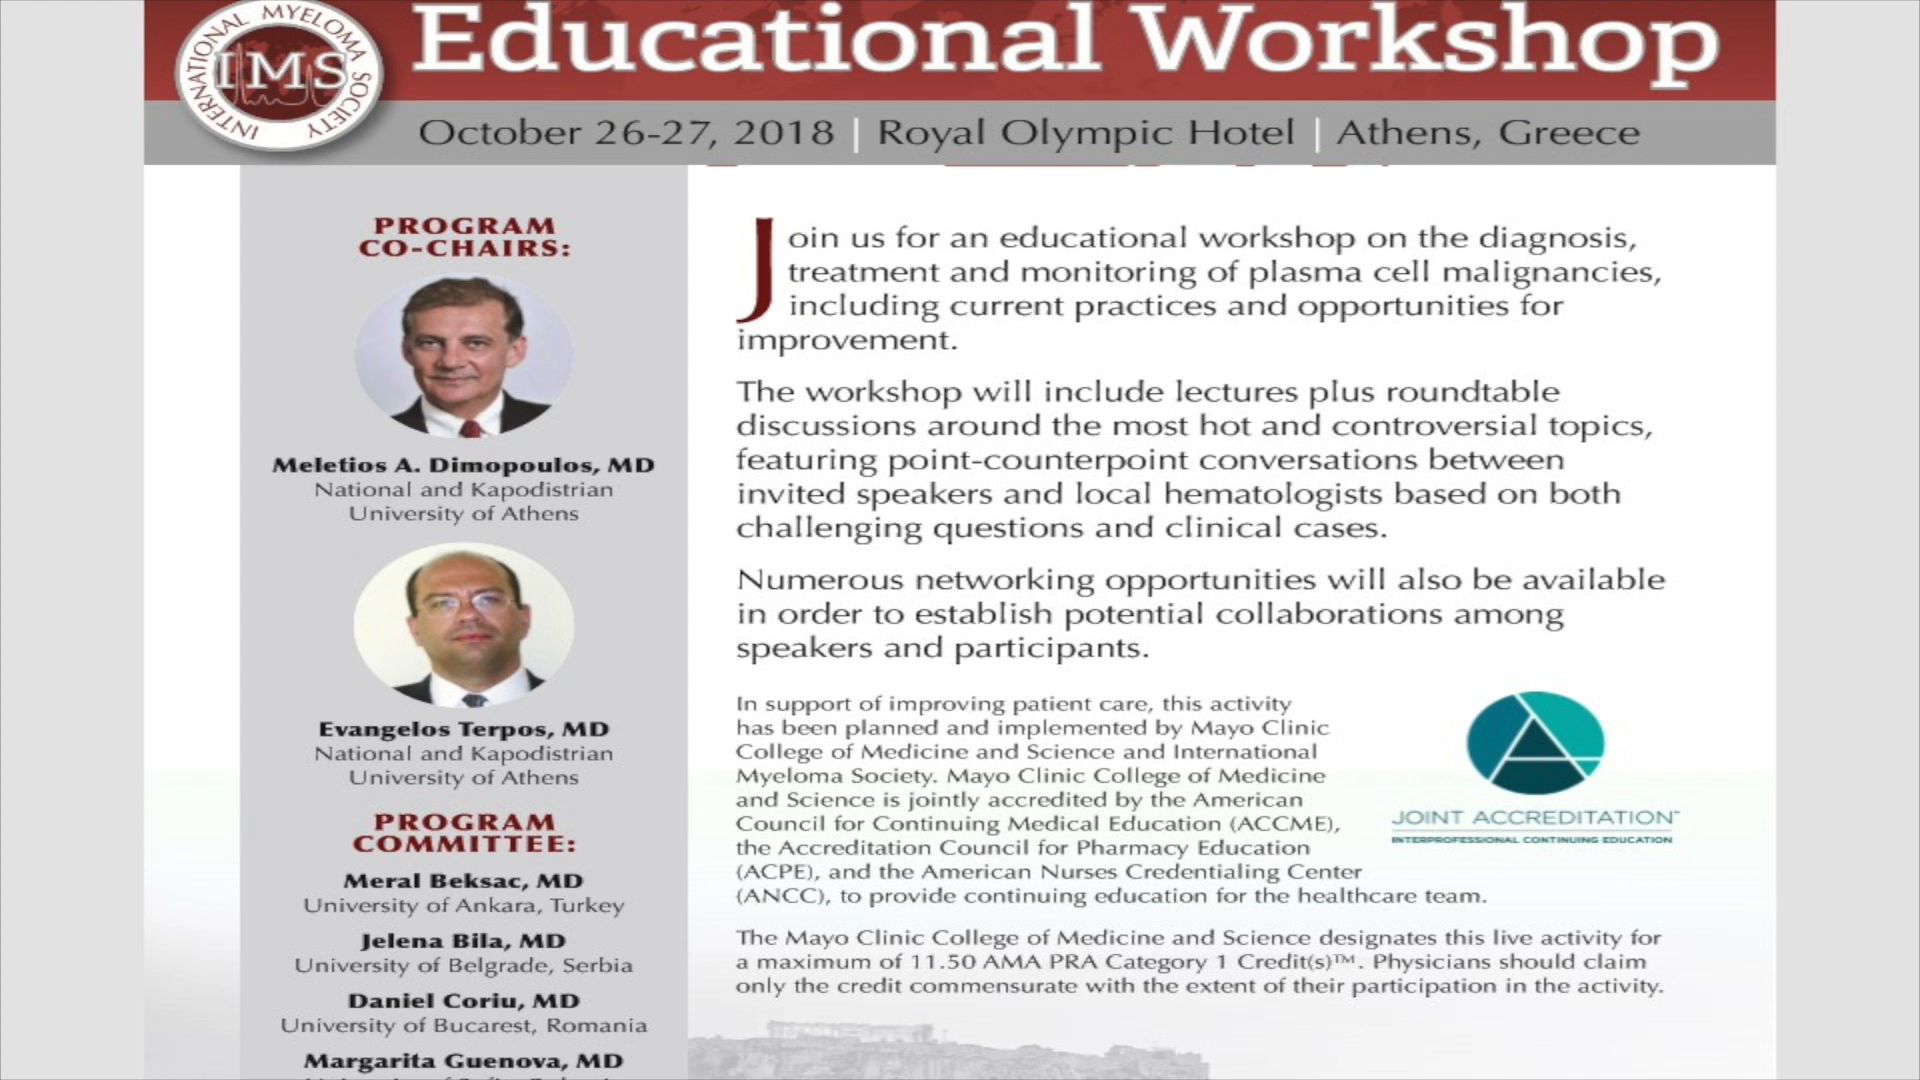 INTERNATIONAL MYELOMA SOCIETY
IMS
Educational Workshop
October 26-27, 2018 | Royal Olympic Hotel | Athens, Greece
PROGRAM
CO-CHAIRS:
Meletios A. Dimopoulos, MD
National and Kapodistrian
University of Athens
Evangelos Terpos, MD
National and Kapodistrian
University of Athens
PROGRAM
COMMITTEE:
Meral Beksac, MD
University of Ankara, Turkey
Jelena Bila, MD
University of Belgrade, Serbia
Daniel Coriu, MD
University of Bucarest, Romania
Margarita Guenova, MD
Join us for an educational workshop on the diagnosis,
treatment and monitoring of plasma cell malignancies,
including current practices and opportunities for
improvement.
The workshop will include lectures plus roundtable
discussions around the most hot and controversial topics,
featuring point-counterpoint conversations between
invited speakers and local hematologists based on both
challenging questions and clinical cases.
Numerous networking opportunities will also be available
in order to establish potential collaborations among
speakers and participants.
In support of improving patient care, this activity
has been planned and implemented by Mayo Clinic
College of Medicine and Science and International
Myeloma Society. Mayo Clinic College of Medicine
and Science is jointly accredited by the American
Council for Continuing Medical Education (ACCME),
the Accreditation Council for Pharmacy Education
(ACPE), and the American Nurses Credentialing Center
(ANCC), to provide continuing education for the healthcare team.
JOINT ACCREDITATION™
INTERPROFESSIONAL CONTINUING EDUCATION
The Mayo Clinic College of Medicine and Science designates this live activity for
a maximum of 11.50 AMA PRA Category 1 Credit(s)™. Physicians should claim
only the credit commensurate with the extent of their participation in the activity.